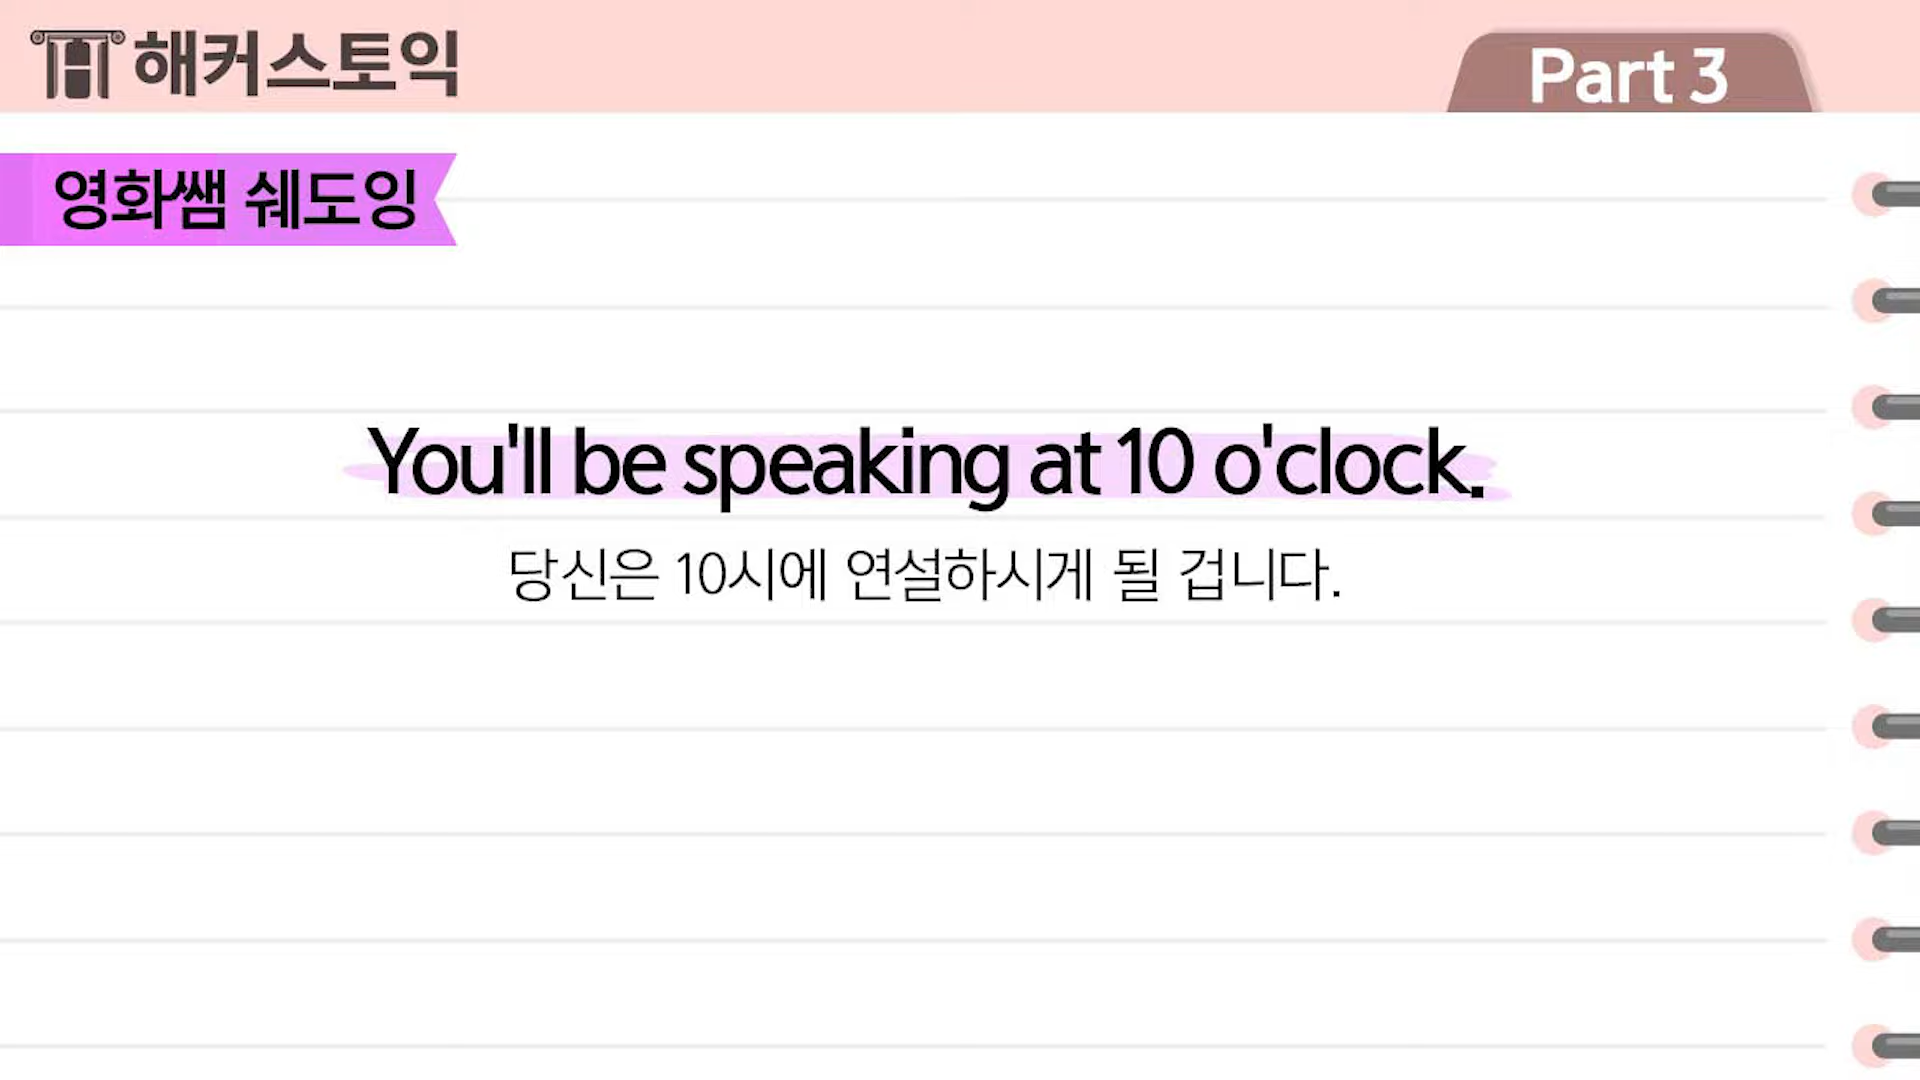 해커스토익
Part 3
영화쌤 쉐도잉
You'll be speaking at 10 o'clock.
당신은 10시에 연설하시게 될 겁니다.